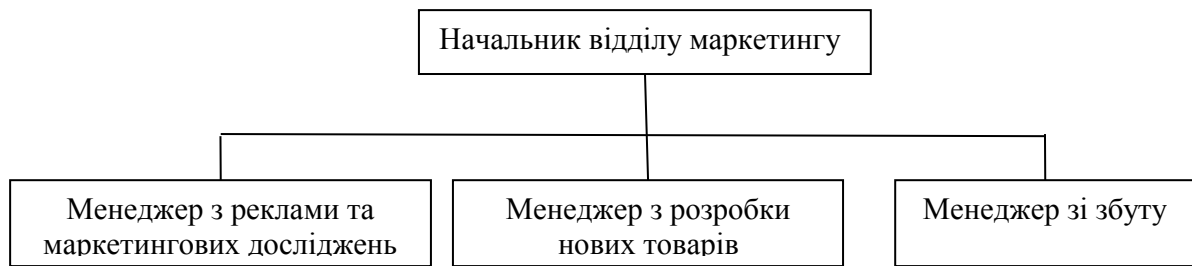 Начальник відділу маркетингу
Менеджер з реклами та
маркетингових досліджень
Менеджер з розробки
нових товарів
Менеджер зі збуту